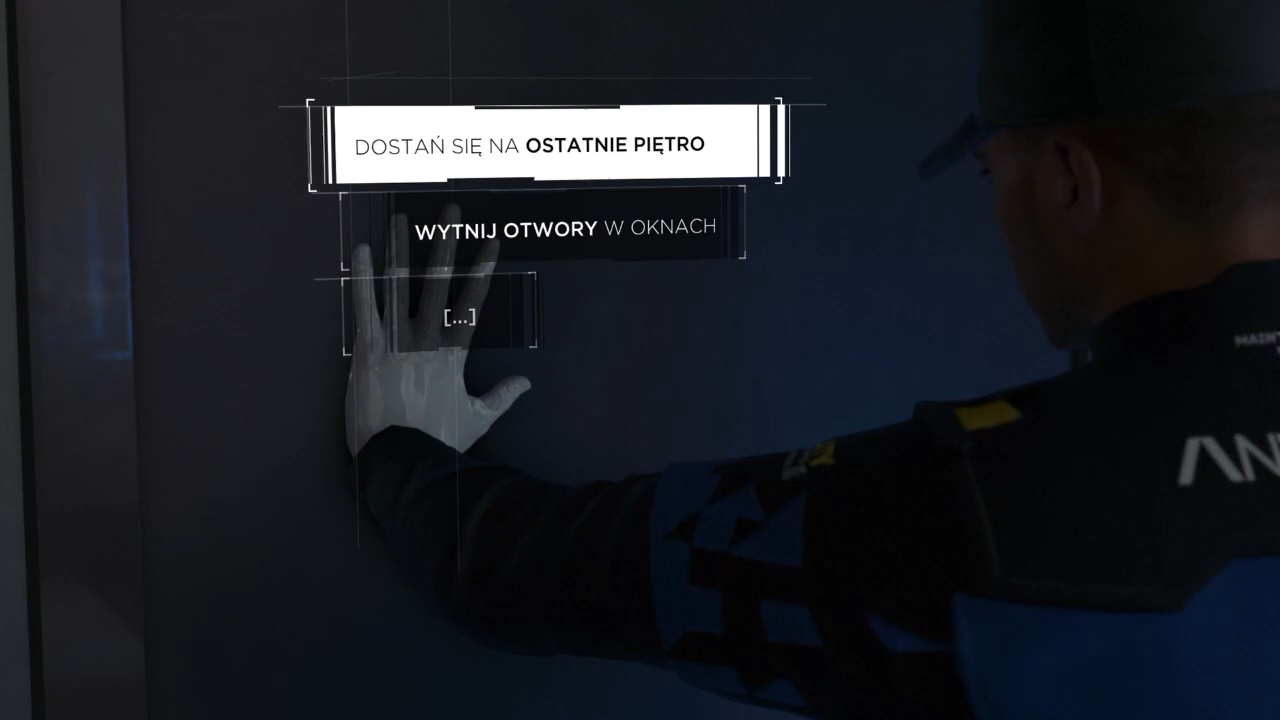 DOSTAŃ SIĘ NA OSTATNIE PIĘTRO
WYTNIJ OTWORY W OKNACH
[...]